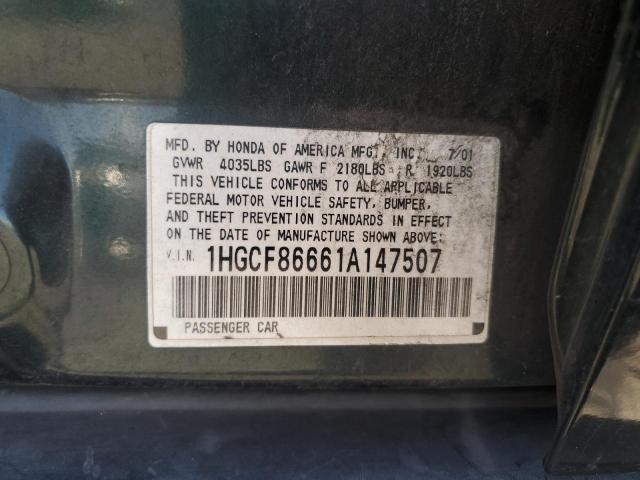 MFD. BY HONDA OF AMERICA MFG., INC. 7/01
GVWR 4035LBS GAWR F 2180LBS R 1920LBS
THIS VEHICLE CONFORMS TO ALL APPLICABLE
FEDERAL MOTOR VEHICLE SAFETY, BUMPER,
AND THEFT PREVENTION STANDARDS IN EFFECT
ON THE DATE OF MANUFACTURE SHOWN ABOVE.
V.I.N. 1HGCF86661A147507
PASSENGER CAR